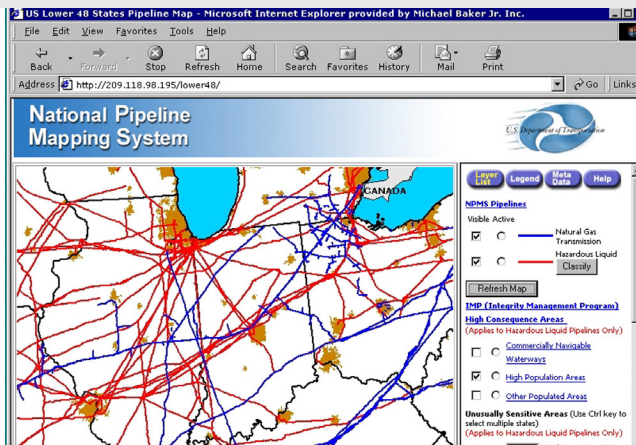 US Lower 48 States Pipeline Map - Microsoft Internet Explorer provided by Michael Baker Jr. Inc.
File Edit View Favorites Tools Help
Back Forward Stop Refresh Home Search Favorites History Mail Print
Address http://209.118.98.195/lower48/ Go Links
National Pipeline
Mapping System
U.S. Department of Transportation
Layer List Legend Meta Data Help
CANADA
NPMS Pipelines
Visible Active
Natural Gas
Transmission
Hazardous Liquid
Classify
Refresh Map
IMP (Integrity Management Program)
High Consequence Areas
(Applies to Hazardous Liquid Pipelines Only)
Commercially Navigable
Waterways
High Population Areas
Other Populated Areas
Unusually Sensitive Areas (Use Ctrl key to
select multiple states)
(Applies to Hazardous Liquid Pipelines Only)